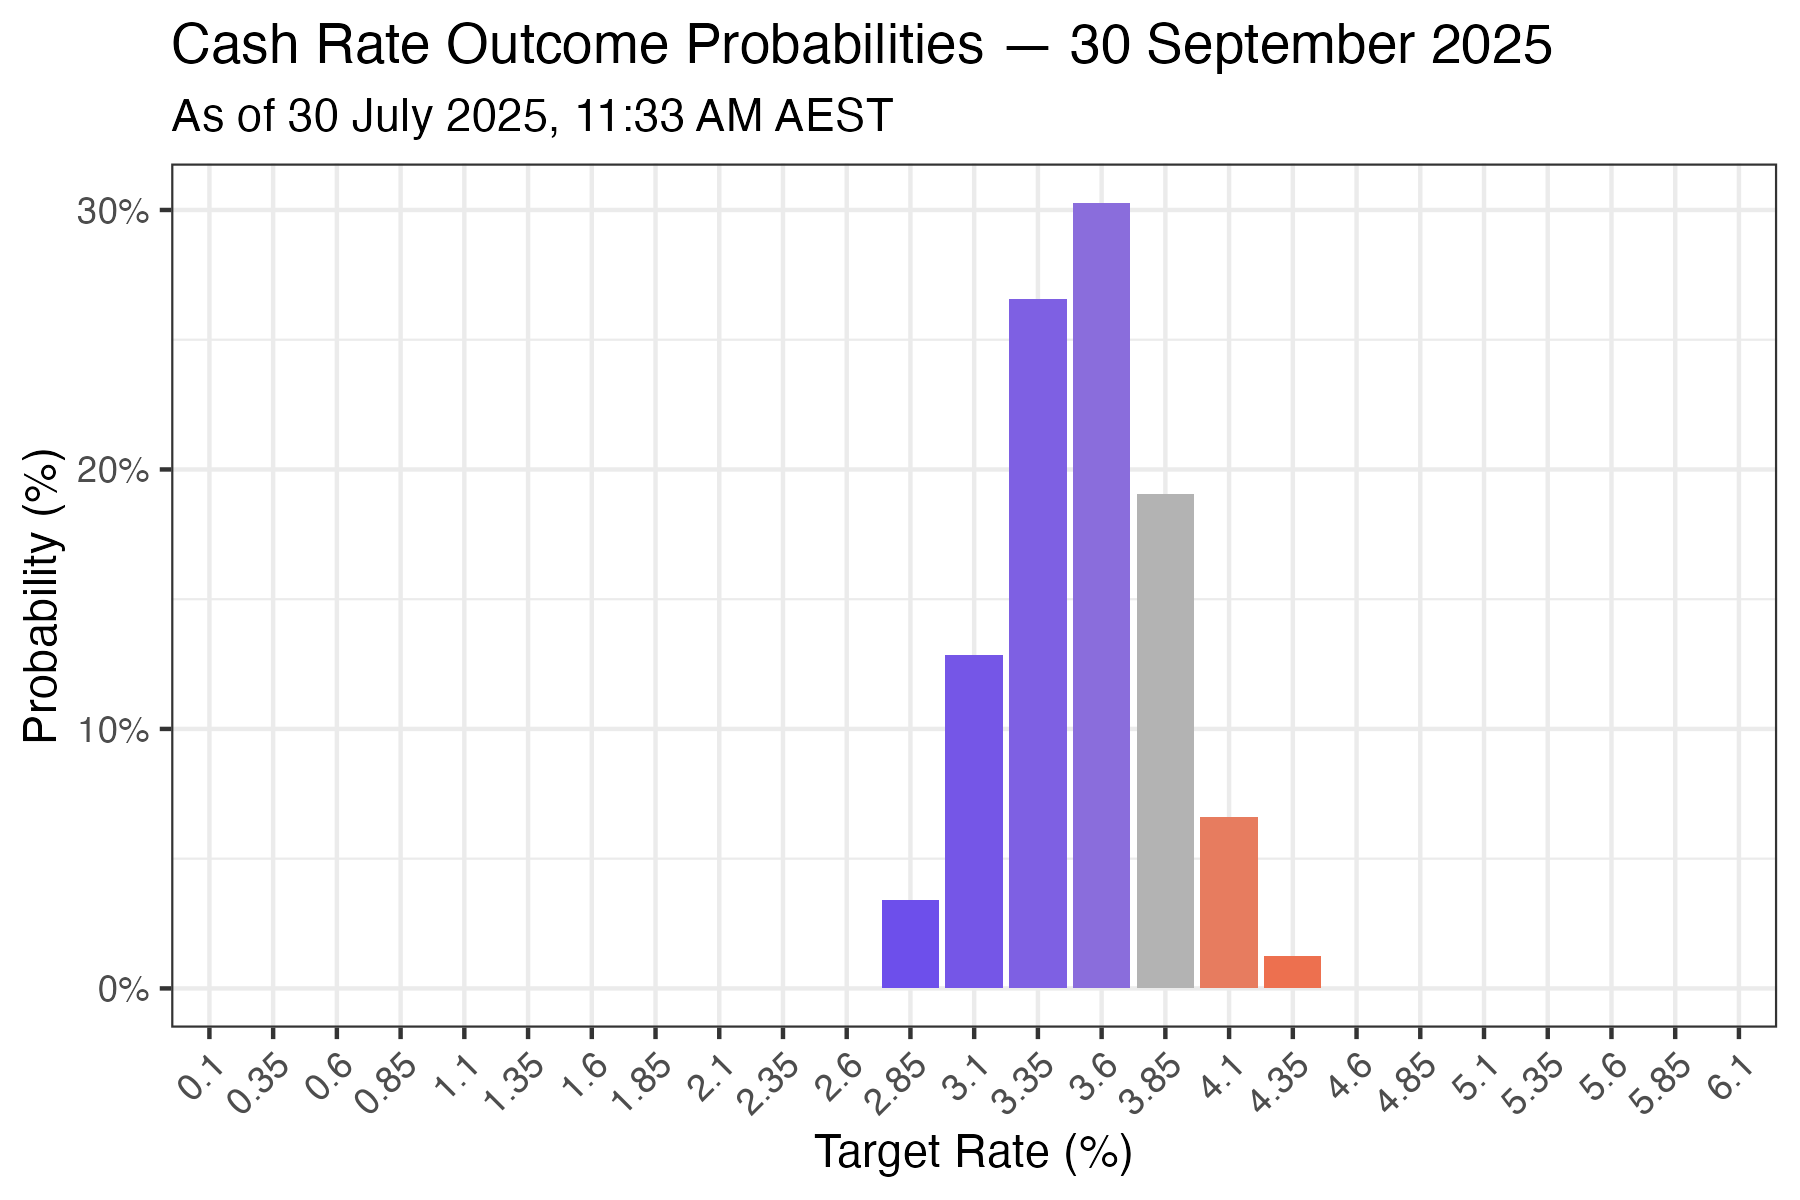 Cash Rate Outcome Probabilities — 30 September 2025
As of 30 July 2025, 11:33 AM AEST
Probability (%)
30%
20%
10%
0%
0.1 0.35 0.6 0.85 1.1 1.35 1.6 1.85 2.1 2.35 2.6 2.85 3.1 3.35 3.6 3.85 4.1 4.35 4.6 4.85 5.1 5.35 5.6 5.85 6.1
Target Rate (%)